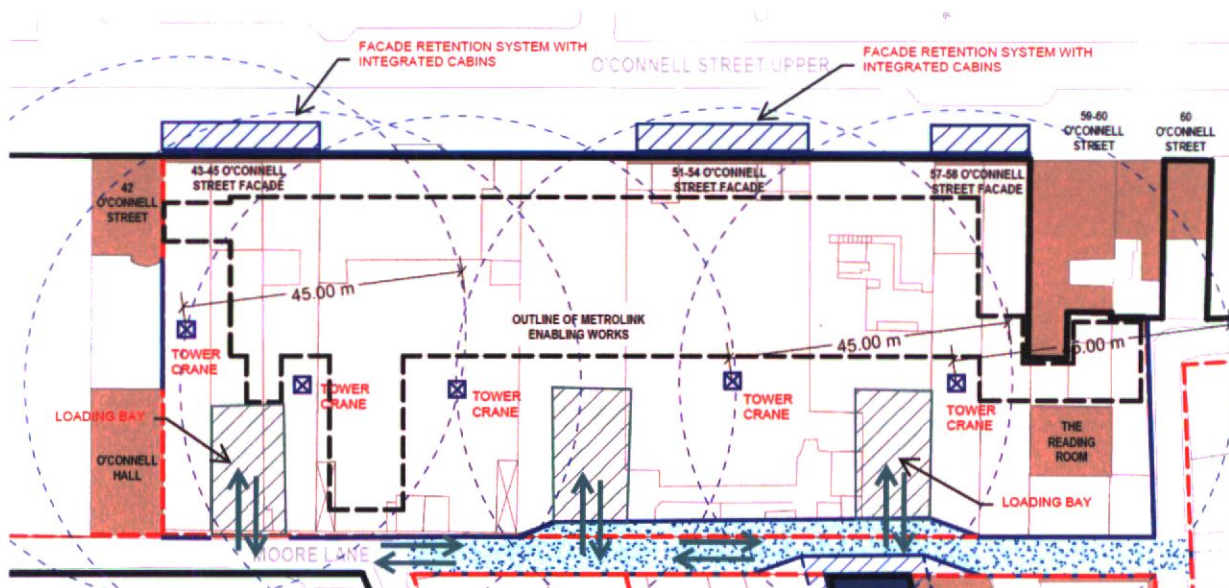 FACADE RETENTION SYSTEM WITH
INTEGRATED CABINS
O'CONNELL STREET UPPER
FACADE RETENTION SYSTEM WITH
INTEGRATED CABINS
59-60
O'CONNELL
STREET
60
O'CONNELL
STREET
42
O'CONNELL
STREET
43-45 O'CONNELL
STREET FACADE
51-54 O'CONNELL
STREET FACADE
57-58 O'CONNELL
STREET FACADE
45.00 m
OUTLINE OF METROLINK
ENABLING WORKS
45.00 m
5.00 m
TOWER
CRANE
TOWER
CRANE
TOWER
CRANE
TOWER
CRANE
TOWER
CRANE
LOADING BAY
O'CONNELL
HALL
THE
READING
ROOM
LOADING BAY
MOORE LANE